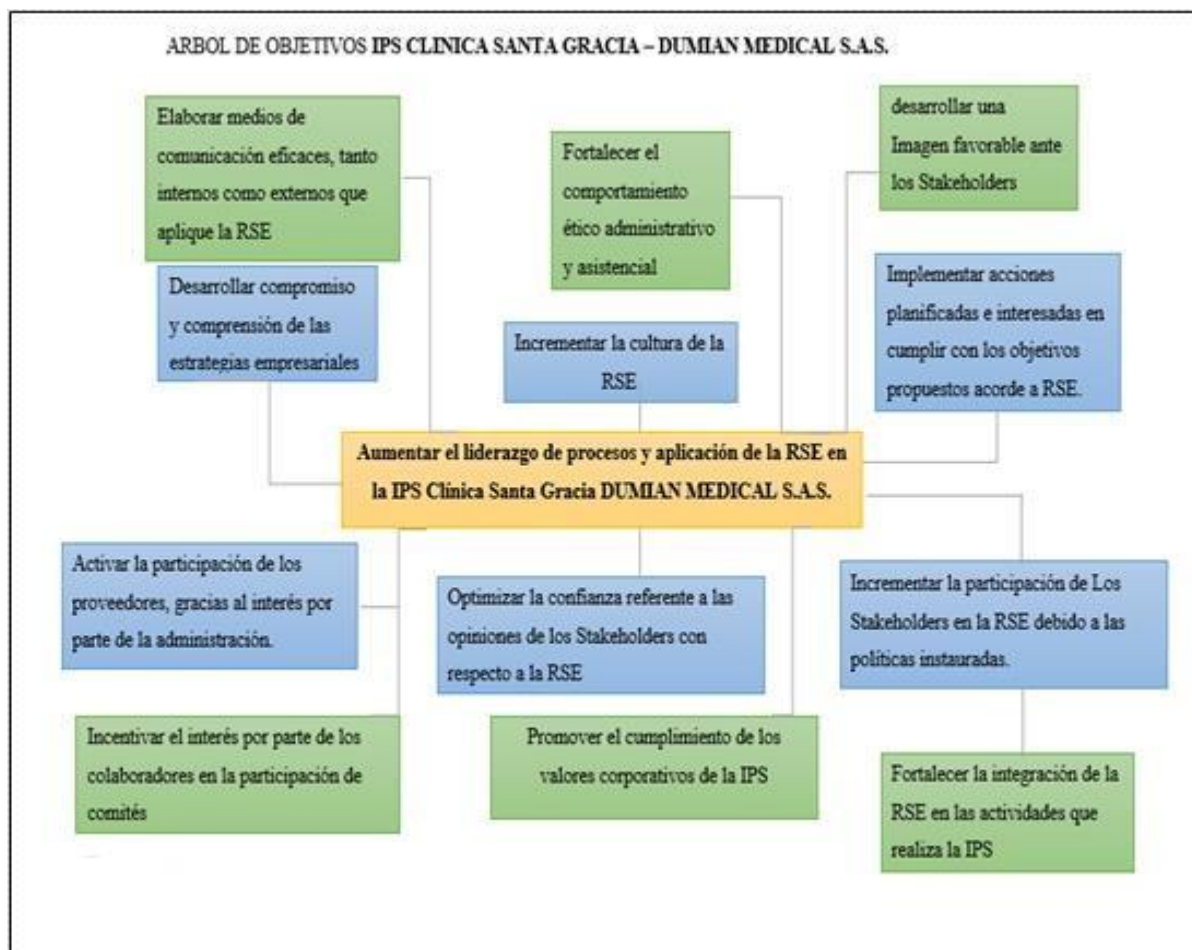 ARBOL DE OBJETIVOS IPS CLINICA SANTA GRACIA – DUMIAN MEDICAL S.A.S.
Elaborar medios de
comunicación eficaces, tanto
internos como externos que
aplique la RSE
Fortalecer el
comportamiento
ético administrativo
y asistencial
desarrollar una
Imagen favorable ante
los Stakeholders
Desarrollar compromiso
y comprensión de las
estrategias empresariales
Incrementar la cultura de la
RSE
Implementar acciones
planificadas e interesadas en
cumplir con los objetivos
propuestos acorde a RSE.
Aumentar el liderazgo de procesos y aplicación de la RSE en
la IPS Clínica Santa Gracia DUMIAN MEDICAL S.A.S.
Activar la participación de los
proveedores, gracias al interés por
parte de la administración.
Optimizar la confianza referente a las
opiniones de los Stakeholders con
respecto a la RSE
Incrementar la participación de Los
Stakeholders en la RSE debido a las
políticas instauradas.
Incentivar el interés por parte de los
colaboradores en la participación de
comités
Promover el cumplimiento de los
valores corporativos de la IPS
Fortalecer la integración de la
RSE en las actividades que
realiza la IPS